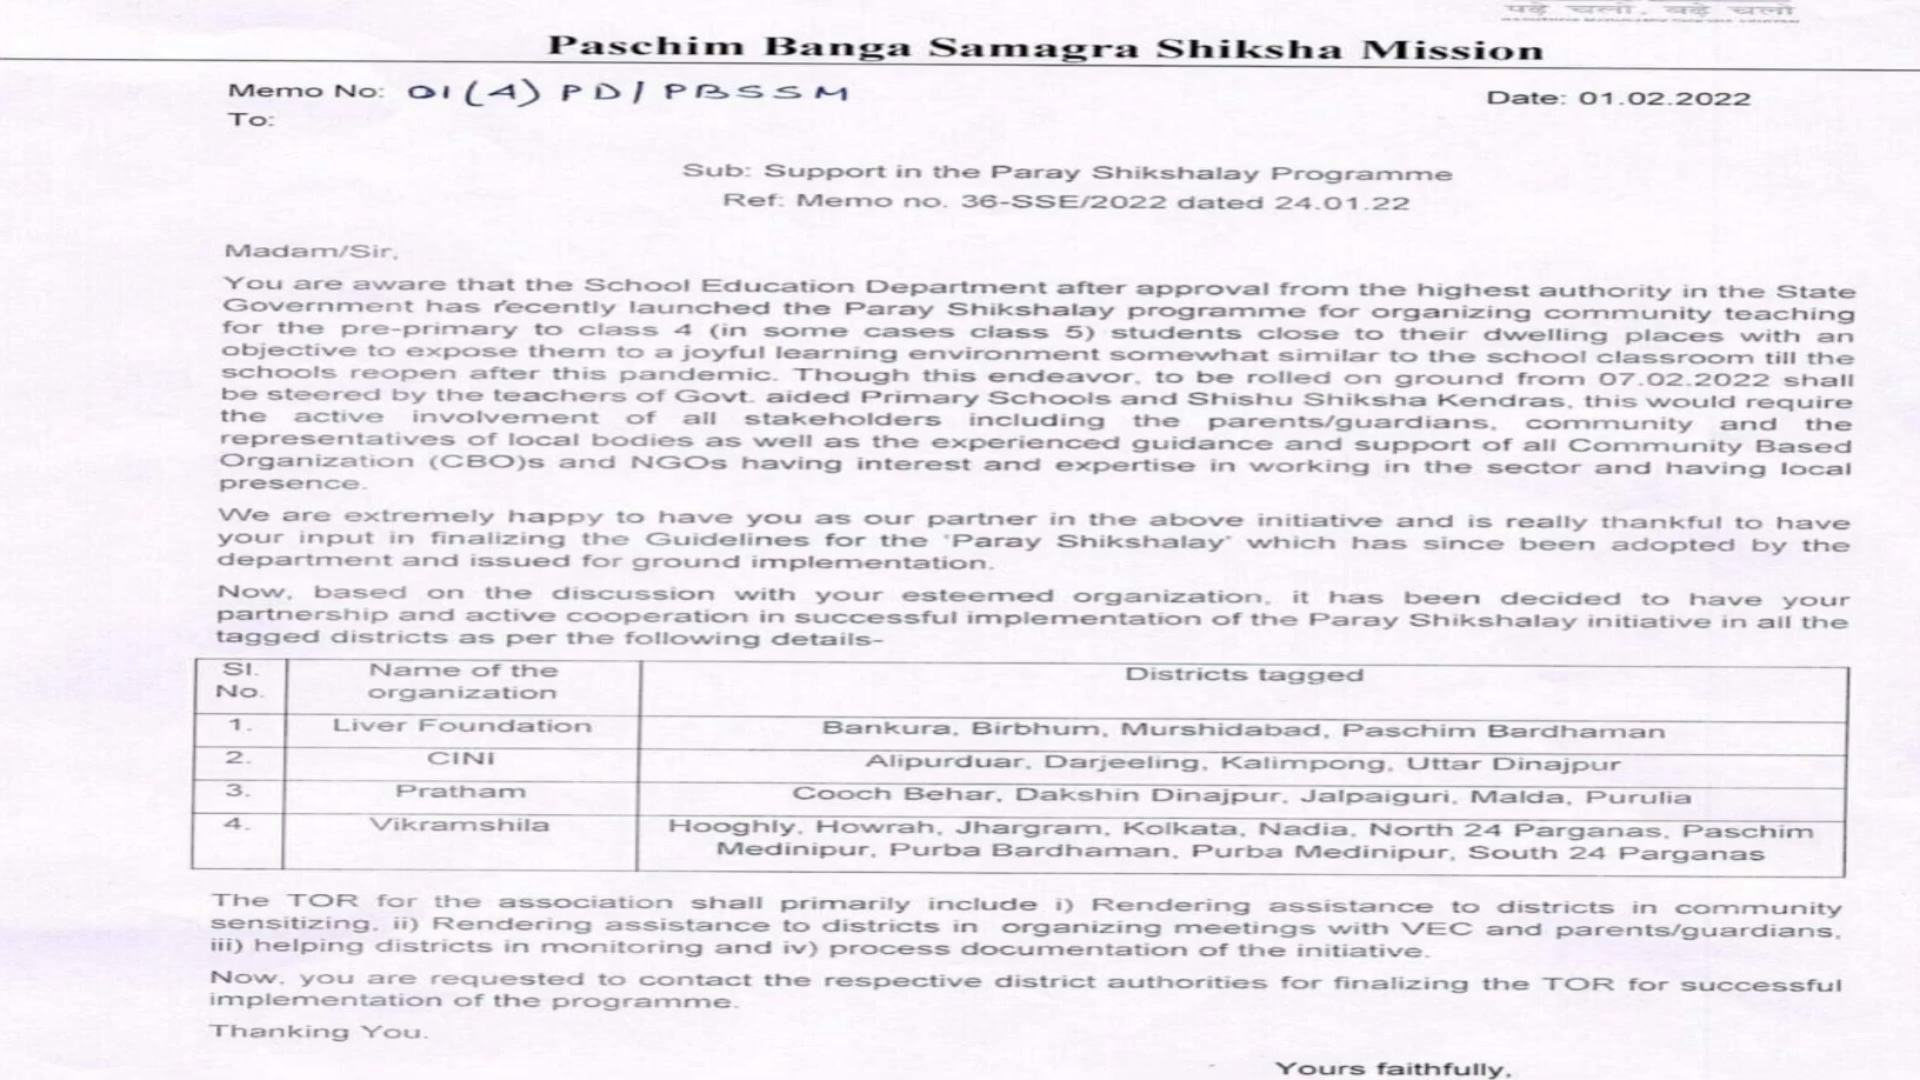 पढ़े चलो, बढ़े चलो
Paschim Banga Samagra Shiksha Mission
Memo No: 01(4) PD/PBSSM
Date: 01.02.2022
To:
Sub: Support in the Paray Shikshalay Programme
Ref: Memo no. 36-SSE/2022 dated 24.01.22
Madam/Sir,
You are aware that the School Education Department after approval from the highest authority in the State
Government has recently launched the Paray Shikshalay programme for organizing community teaching
for the pre-primary to class 4 (in some cases class 5) students close to their dwelling places with an
objective to expose them to a joyful learning environment somewhat similar to the school classroom till the
schools reopen after this pandemic. Though this endeavor, to be rolled on ground from 07.02.2022 shall
be steered by the teachers of Govt. aided Primary Schools and Shishu Shiksha Kendras, this would require
the active involvement of all stakeholders including the parents/guardians, community and the
representatives of local bodies as well as the experienced guidance and support of all Community Based
Organization (CBO)s and NGOs having interest and expertise in working in the sector and having local
presence.
We are extremely happy to have you as our partner in the above initiative and is really thankful to have
your input in finalizing the Guidelines for the 'Paray Shikshalay' which has since been adopted by the
department and issued for ground implementation.
Now, based on the discussion with your esteemed organization, it has been decided to have your
partnership and active cooperation in successful implementation of the Paray Shikshalay initiative in all the
tagged districts as per the following details-
Sl. No. Name of the organization Districts tagged
1. Liver Foundation Bankura, Birbhum, Murshidabad, Paschim Bardhaman
2. CINI Alipurduar, Darjeeling, Kalimpong, Uttar Dinajpur
3. Pratham Cooch Behar, Dakshin Dinajpur, Jalpaiguri, Malda, Purulia
4. Vikramshila Hooghly, Howrah, Jhargram, Kolkata, Nadia, North 24 Parganas, Paschim
Medinipur, Purba Bardhaman, Purba Medinipur, South 24 Parganas
The TOR for the association shall primarily include i) Rendering assistance to districts in community
sensitizing, ii) Rendering assistance to districts in organizing meetings with VEC and parents/guardians,
iii) helping districts in monitoring and iv) process documentation of the initiative.
Now, you are requested to contact the respective district authorities for finalizing the TOR for successful
implementation of the programme.
Thanking You.
Yours faithfully,